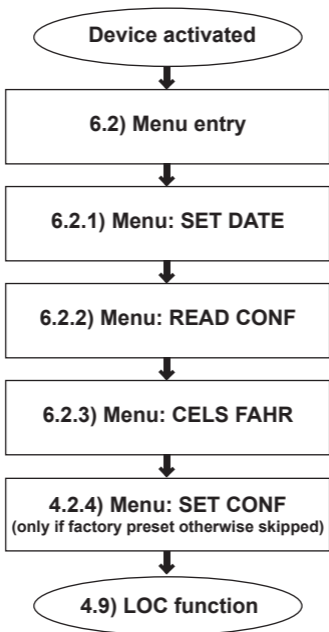 Device activated
6.2) Menu entry
6.2.1) Menu: SET DATE
6.2.2) Menu: READ CONF
6.2.3) Menu: CELS FAHR
4.2.4) Menu: SET CONF
(only if factory preset otherwise skipped)
4.9) LOC function